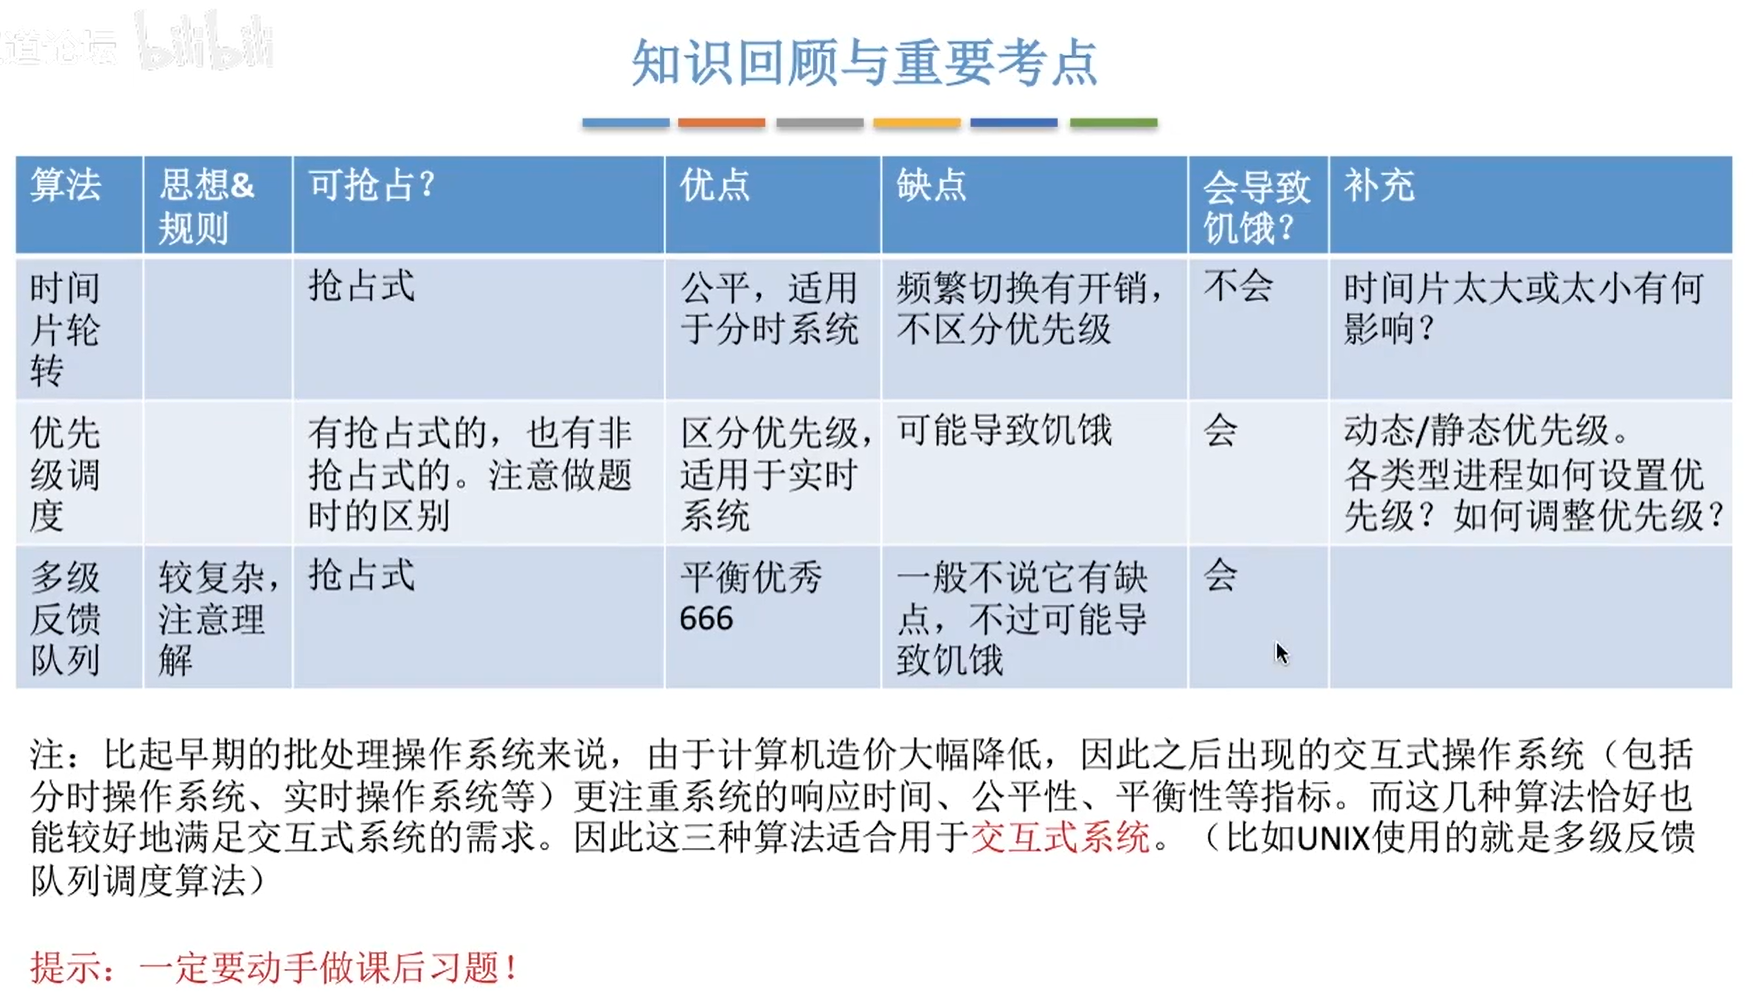 道论坛 bilibili
知识回顾与重要考点
算法
思想&
规则
可抢占？
优点
缺点
会导致
饥饿？
补充
时间
片轮
转
抢占式
公平，适用
于分时系统
频繁切换有开销，
不区分优先级
不会
时间片太大或太小有何
影响？
优先
级调
度
有抢占式的，也有非
抢占式的。注意做题
时的区别
区分优先级，
适用于实时
系统
可能导致饥饿
会
动态/静态优先级。
各类型进程如何设置优
先级？如何调整优先级？
多级
反馈
队列
较复杂，
注意理
解
抢占式
平衡优秀
666
一般不说它有缺
点，不过可能导
致饥饿
会
注：比起早期的批处理操作系统来说，由于计算机造价大幅降低，因此之后出现的交互式操作系统（包括
分时操作系统、实时操作系统等）更注重系统的响应时间、公平性、平衡性等指标。而这几种算法恰好也
能较好地满足交互式系统的需求。因此这三种算法适合用于交互式系统。（比如UNIX使用的就是多级反馈
队列调度算法）
提示：一定要动手做课后习题！